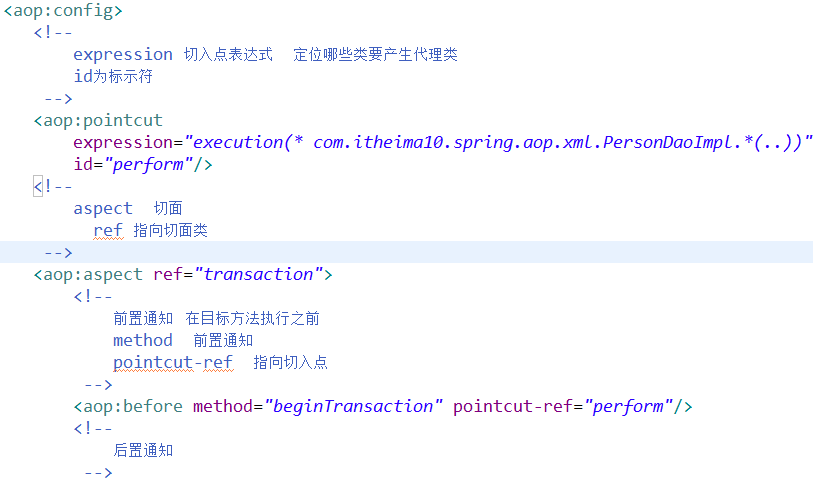 <aop:config>
<!--
expression 切入点表达式 定位哪些类要产生代理类
id为标示符
-->
<aop:pointcut
expression="execution(* com.itheima10.spring.aop.xml.PersonDaoImpl.*(..))"
id="perform"/>
<!--
aspect 切面
ref 指向切面类
-->
<aop:aspect ref="transaction">
<!--
前置通知 在目标方法执行之前
method 前置通知
pointcut-ref 指向切入点
-->
<aop:before method="beginTransaction" pointcut-ref="perform"/>
<!--
后置通知
-->